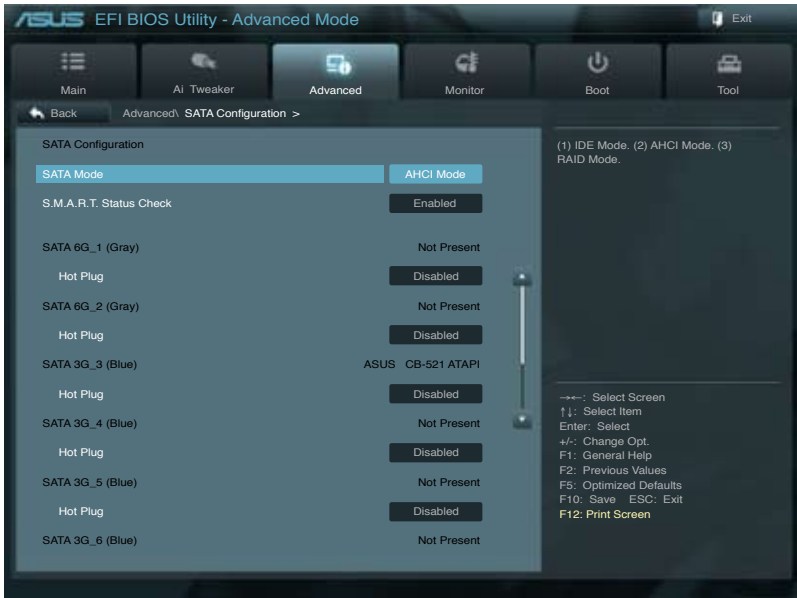 ASUS EFI BIOS Utility - Advanced Mode
Exit
Main
Ai Tweaker
Advanced
Monitor
Boot
Tool
Back
Advanced\ SATA Configuration >
SATA Configuration
SATA Mode AHCI Mode
S.M.A.R.T. Status Check Enabled
SATA 6G_1 (Gray) Not Present
Hot Plug Disabled
SATA 6G_2 (Gray) Not Present
Hot Plug Disabled
SATA 3G_3 (Blue) ASUS CB-521 ATAPI
Hot Plug Disabled
SATA 3G_4 (Blue) Not Present
Hot Plug Disabled
SATA 3G_5 (Blue) Not Present
Hot Plug Disabled
SATA 3G_6 (Blue) Not Present
(1) IDE Mode. (2) AHCI Mode. (3)
RAID Mode.
→←: Select Screen
↑↓: Select Item
Enter: Select
+/-: Change Opt.
F1: General Help
F2: Previous Values
F5: Optimized Defaults
F10: Save ESC: Exit
F12: Print Screen